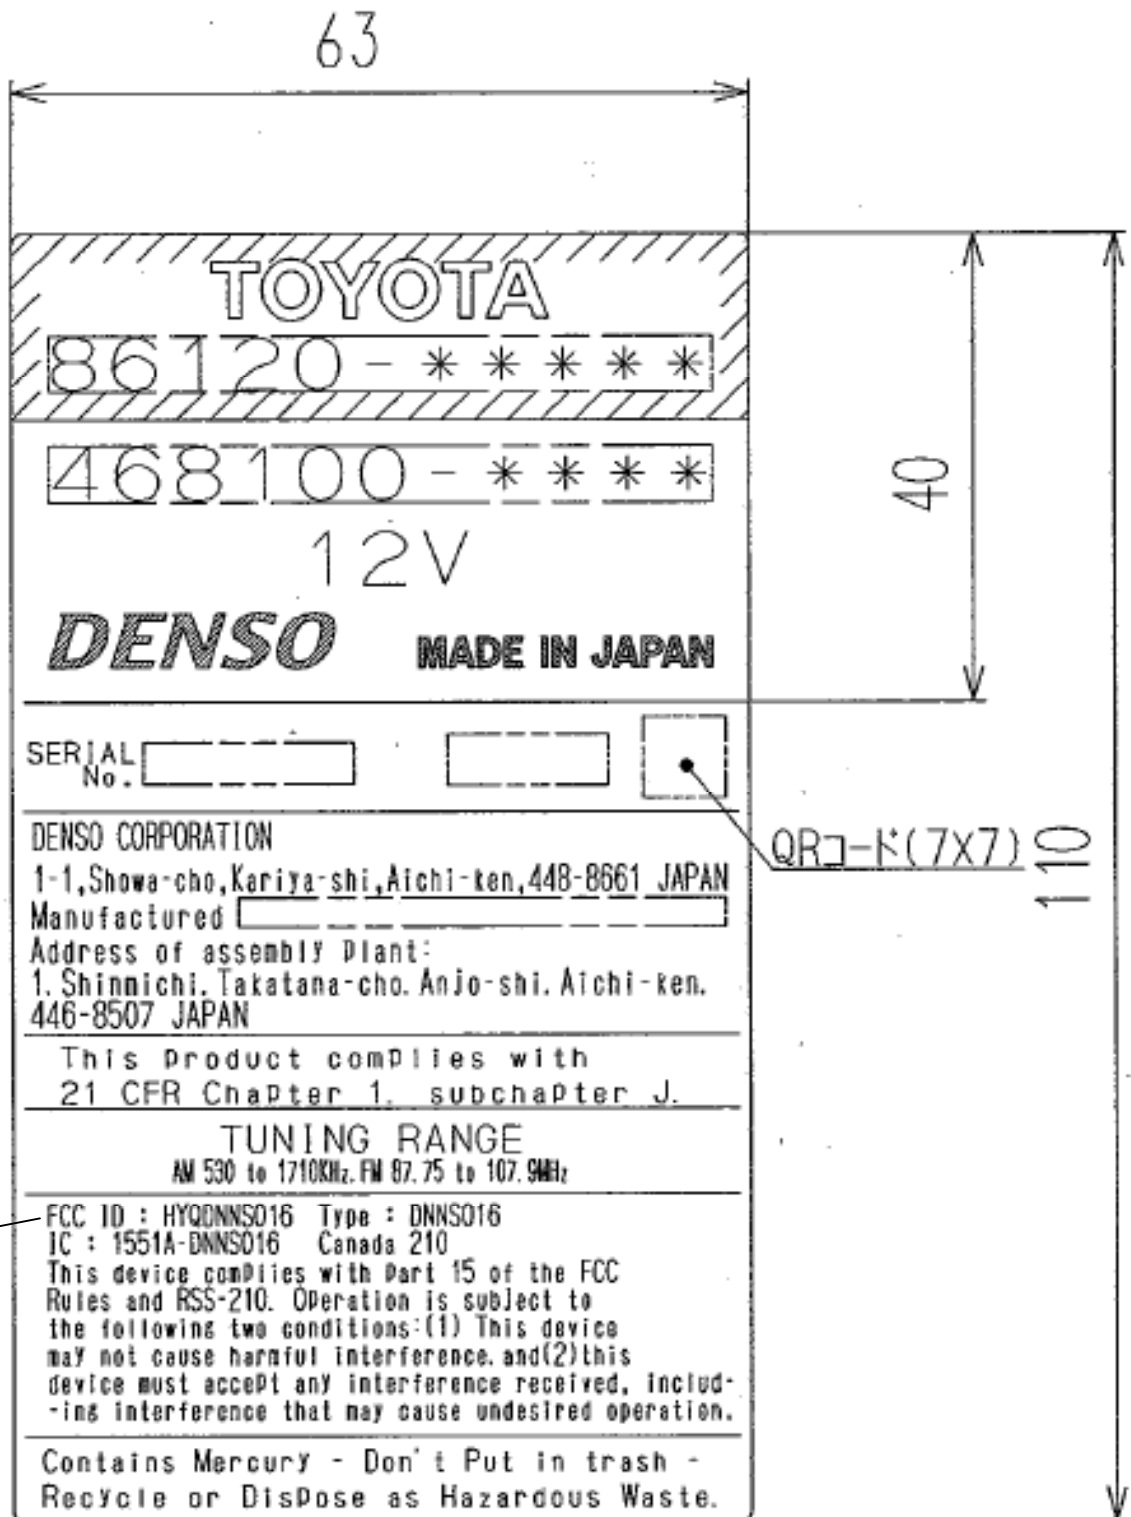 63
TOYOTA
86120-*****
468100-****
40
12V
DENSO MADE IN JAPAN
SERIAL No.
QRコード(7X7)
110
DENSO CORPORATION
1-1,Showa-cho,Kariya-shi,Aichi-ken,448-8661 JAPAN
Manufactured
Address of assembly Plant:
1. Shinmichi. Takatana-cho. Anjo-shi. Aichi-ken.
446-8507 JAPAN
This Product complies with
21 CFR Chapter 1. subchapter J.
TUNING RANGE
AM 530 to 1710KHz. FM 87.75 to 107.9MHz
FCC ID : HYQDNNS016 Type : DNNS016
IC : 1551A-DNNS016 Canada 210
This device complies with Part 15 of the FCC
Rules and RSS-210. Operation is subject to
the following two conditions:(1) This device
may not cause harmful interference. and(2)this
device must accept any interference received, includ-
-ing interference that may cause undesired operation.
Contains Mercury - Don't Put in trash -
Recycle or Dispose as Hazardous Waste.